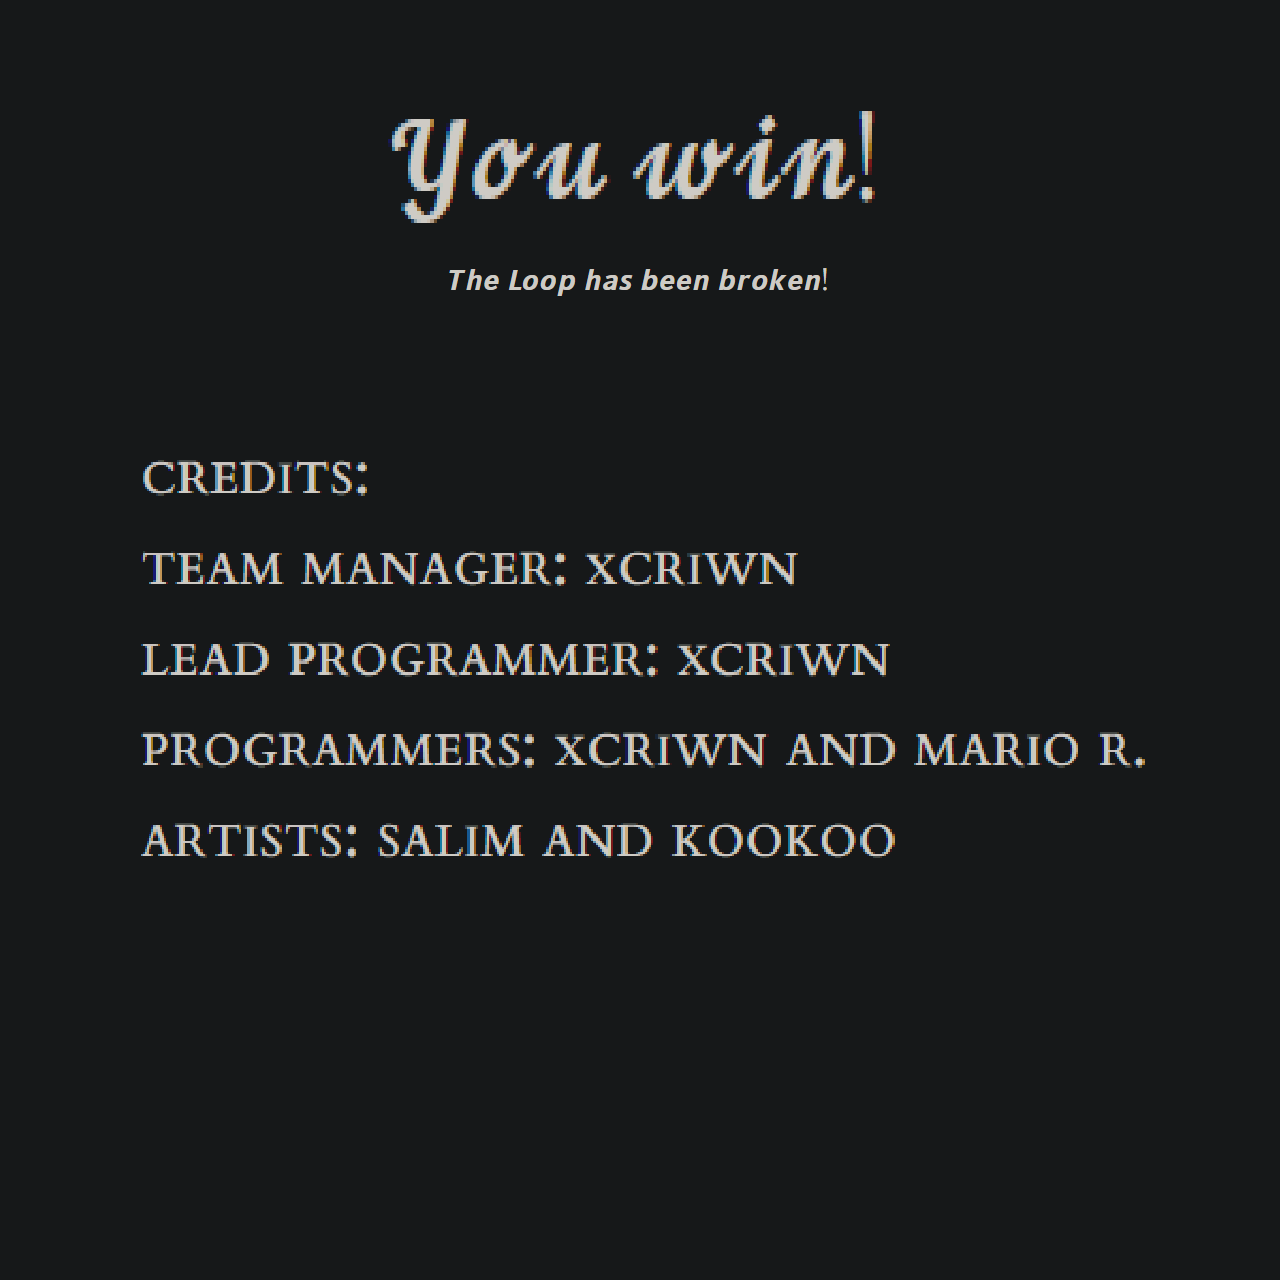 You win!
The Loop has been broken!
CREDITS:
TEAM MANAGER: XCRIWN
LEAD PROGRAMMER: XCRIWN
PROGRAMMERS: XCRIWN AND MARIO R.
ARTISTS: SALIM AND KOOKOO